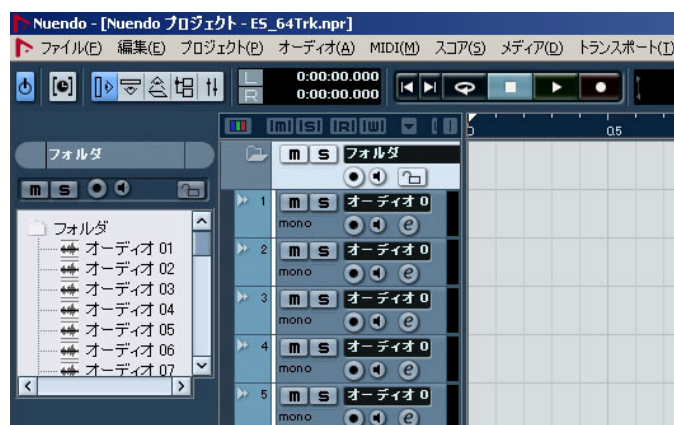 Nuendo - [Nuendo プロジェクト - ES_64Trk.npr]
ファイル(F) 編集(E) プロジェクト(P) オーディオ(A) MIDI(M) スコア(S) メディア(D) トランスポート(T)
L 0:00:00.000
R 0:00:00.000
[m] [S] [R] [W]
0.5
フォルダ
m S
フォルダ
オーディオ 01
オーディオ 02
オーディオ 03
オーディオ 04
オーディオ 05
オーディオ 06
オーディオ 07
m S フォルダ
1 m S オーディオ 0
mono e
2 m S オーディオ 0
mono e
3 m S オーディオ 0
mono e
4 m S オーディオ 0
mono e
5 m S オーディオ 0
mono e